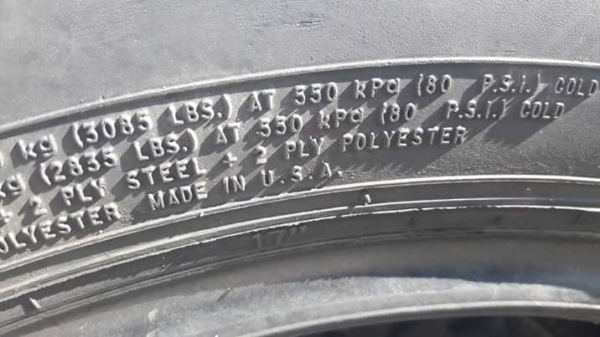 kg (3085 LBS.) AT 550 kPa (80 P.S.I.) COLD
kg (2835 LBS.) AT 550 kPa (80 P.S.I.) COLD
+ 2 PLY STEEL + 2 PLY POLYESTER
POLYESTER MADE IN U.S.A.
17"